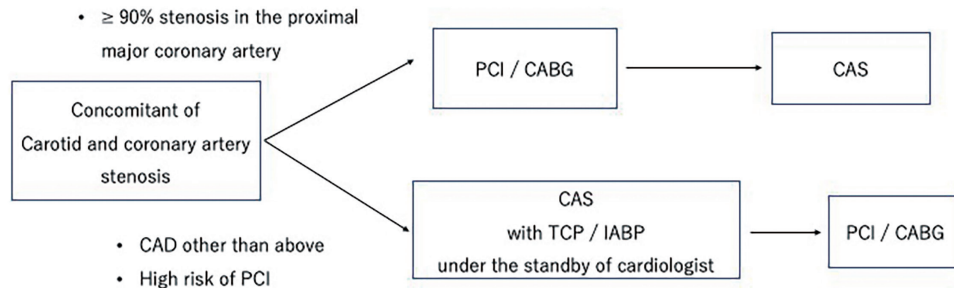 • ≥ 90% stenosis in the proximal
major coronary artery
PCI / CABG
CAS
Concomitant of
Carotid and coronary artery
stenosis
CAS
with TCP / IABP
under the standby of cardiologist
PCI / CABG
• CAD other than above
• High risk of PCI